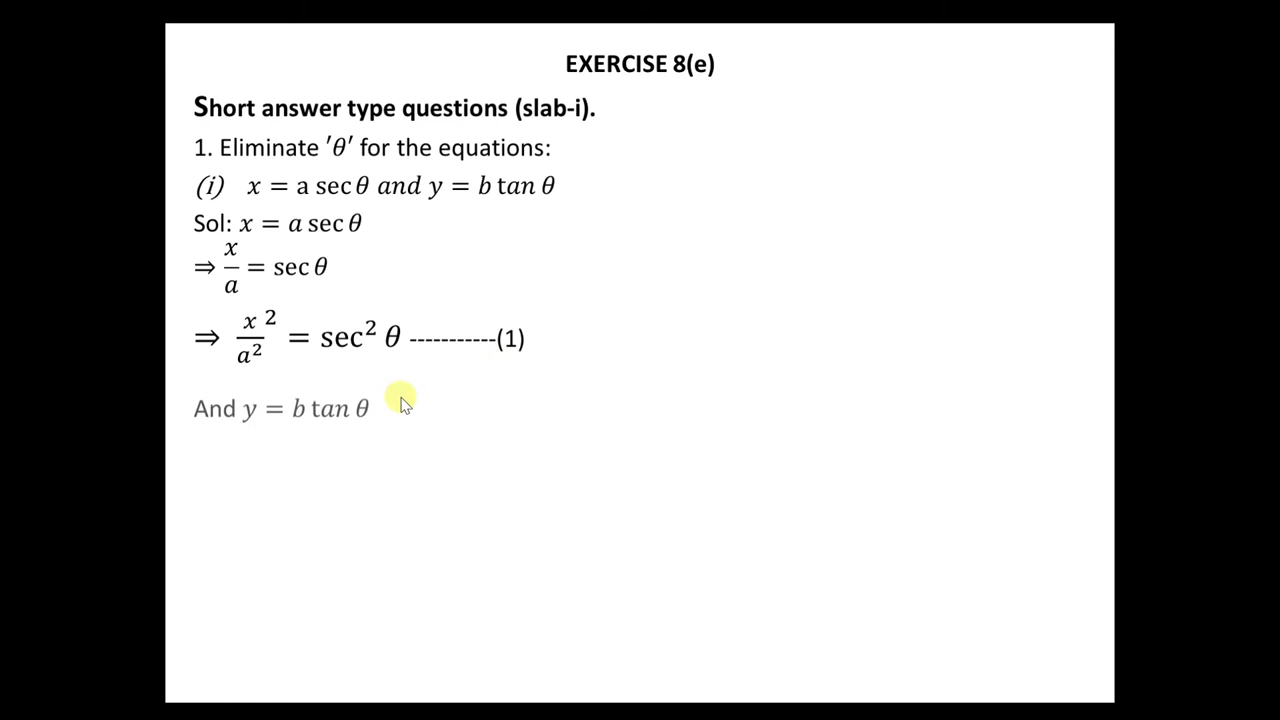 EXERCISE 8(e)
Short answer type questions (slab-i).
1. Eliminate ′θ′ for the equations:
(i) x = a sec θ and y = b tan θ
Sol: x = a sec θ
⇒ x/a = sec θ
⇒ x²/a² = sec² θ -----------(1)
And y = b tan θ